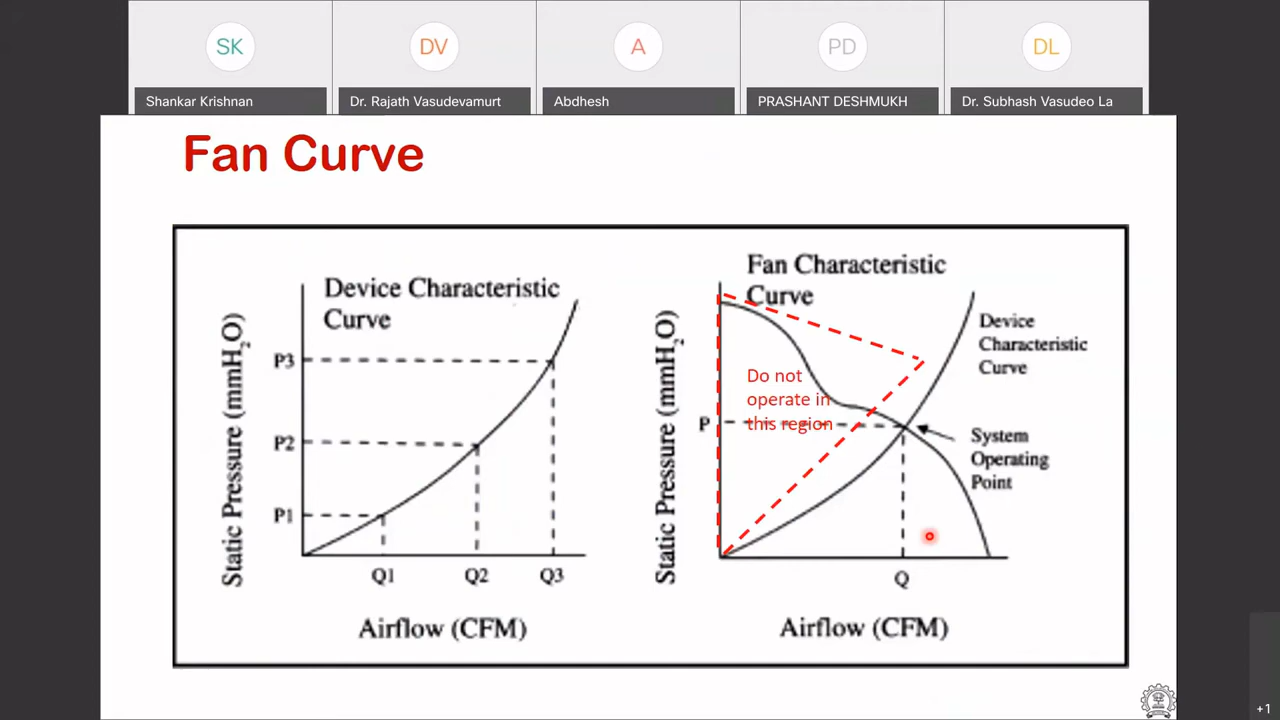 SK
DV
A
PD
DL
Shankar Krishnan
Dr. Rajath Vasudevamurt
Abdhesh
PRASHANT DESHMUKH
Dr. Subhash Vasudeo La
Fan Curve
Device Characteristic
Curve
Static Pressure (mmH2O)
P3
P2
P1
Q1
Q2
Q3
Airflow (CFM)
Fan Characteristic
Curve
Static Pressure (mmH2O)
Device
Characteristic
Curve
Do not
operate in
this region
P
System
Operating
Point
Q
Airflow (CFM)
+1